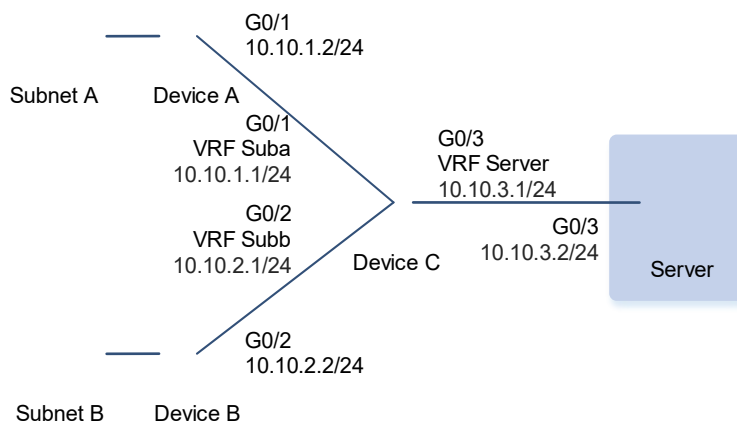 G0/1
10.10.1.2/24
Subnet A
Device A
G0/1
VRF Suba
10.10.1.1/24
G0/3
VRF Server
10.10.3.1/24
G0/2
VRF Subb
10.10.2.1/24
G0/3
10.10.3.2/24
Device C
Server
G0/2
10.10.2.2/24
Subnet B
Device B